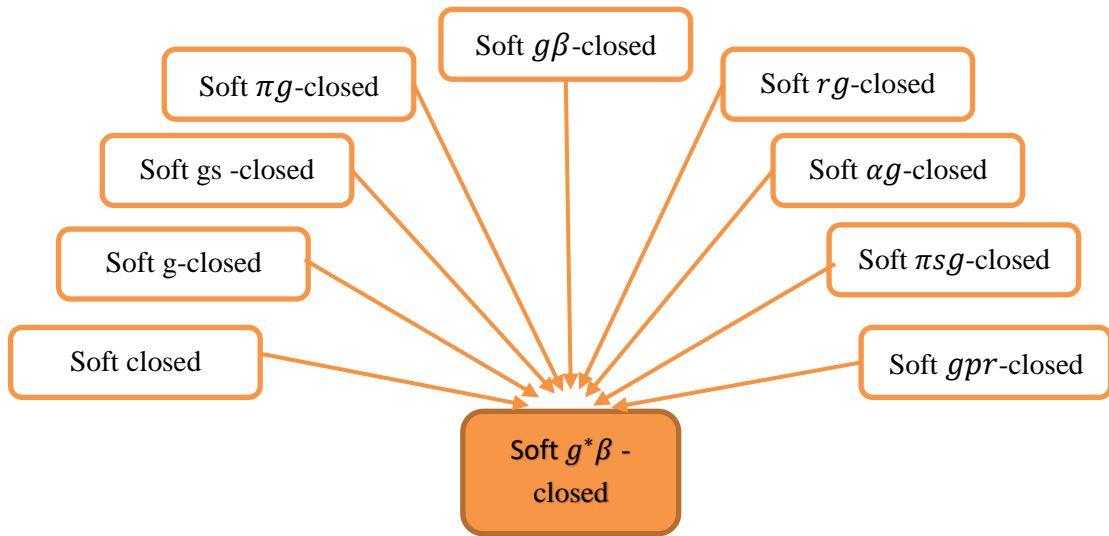 Soft 𝑔𝛽-closed
Soft 𝜋𝑔-closed
Soft 𝑟𝑔-closed
Soft gs -closed
Soft 𝛼𝑔-closed
Soft g-closed
Soft 𝜋𝑠𝑔-closed
Soft closed
Soft 𝑔𝑝𝑟-closed
Soft 𝑔*𝛽 -
closed